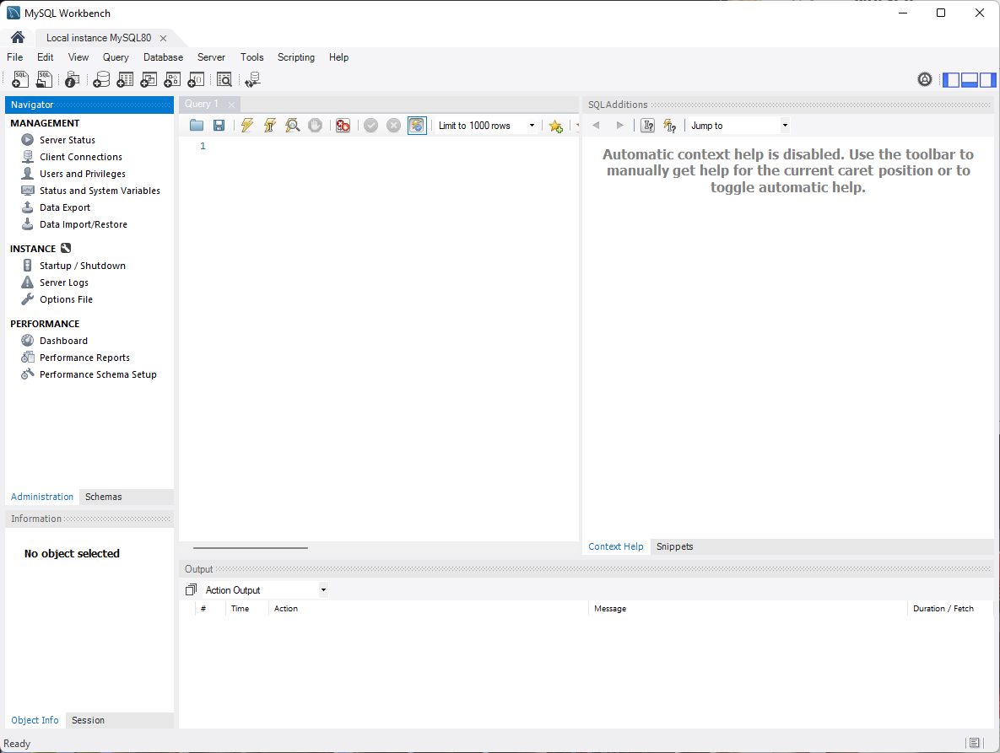 MySQL Workbench
Local instance MySQL80
File Edit View Query Database Server Tools Scripting Help
Navigator
MANAGEMENT
Server Status
Client Connections
Users and Privileges
Status and System Variables
Data Export
Data Import/Restore
INSTANCE
Startup / Shutdown
Server Logs
Options File
PERFORMANCE
Dashboard
Performance Reports
Performance Schema Setup
Administration Schemas
Information
No object selected
Object Info Session
Query 1
Limit to 1000 rows
1
SQLAdditions
Jump to
Automatic context help is disabled. Use the toolbar to
manually get help for the current caret position or to
toggle automatic help.
Context Help Snippets
Output
Action Output
# Time Action Message Duration / Fetch
Ready